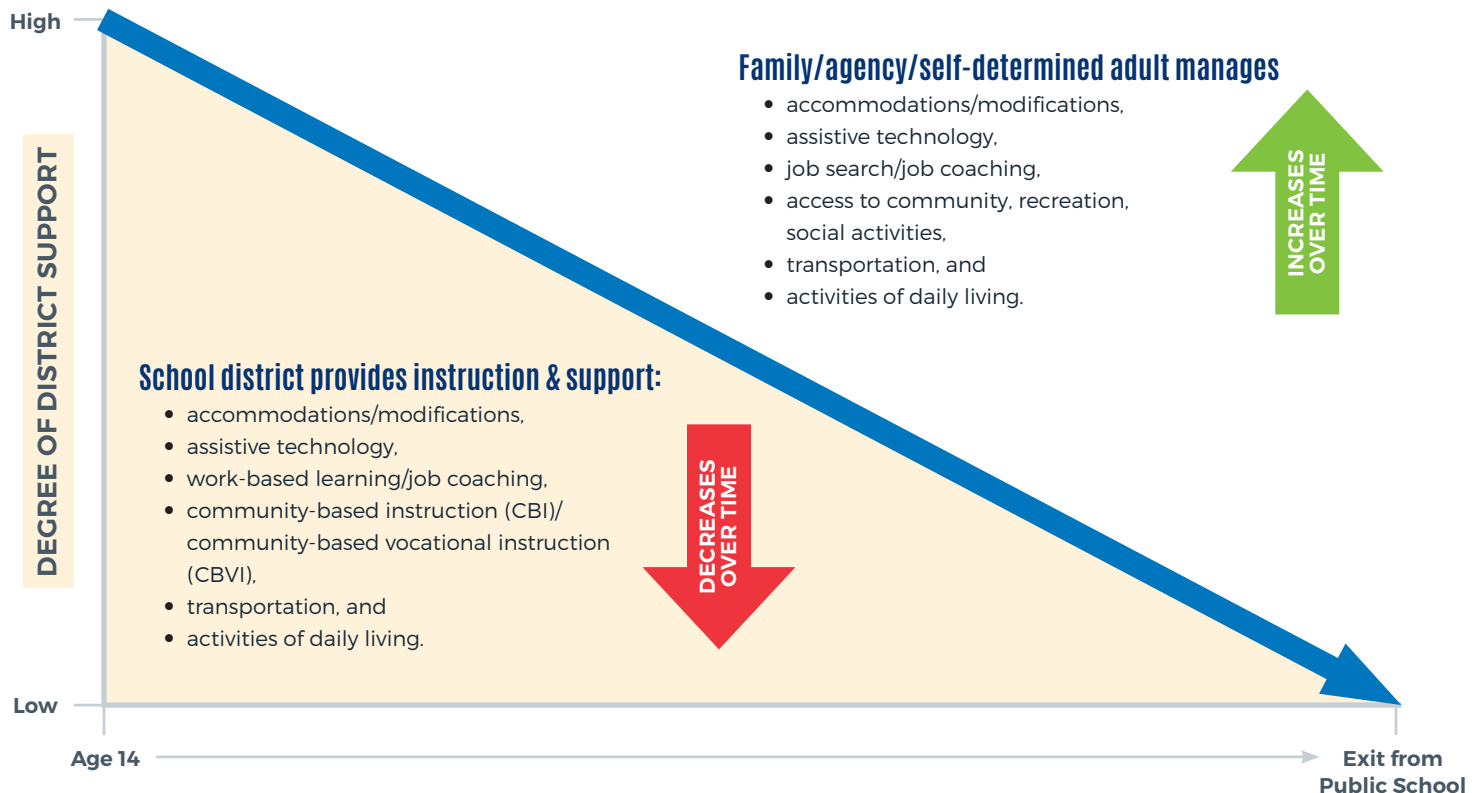 High
Family/agency/self-determined adult manages
• accommodations/modifications,
• assistive technology,
• job search/job coaching,
• access to community, recreation,
social activities,
• transportation, and
• activities of daily living.
INCREASES
OVER TIME
DEGREE OF DISTRICT SUPPORT
School district provides instruction & support:
• accommodations/modifications,
• assistive technology,
• work-based learning/job coaching,
• community-based instruction (CBI)/
community-based vocational instruction
(CBVI),
• transportation, and
• activities of daily living.
DECREASES
OVER TIME
Low
Age 14
Exit from
Public School